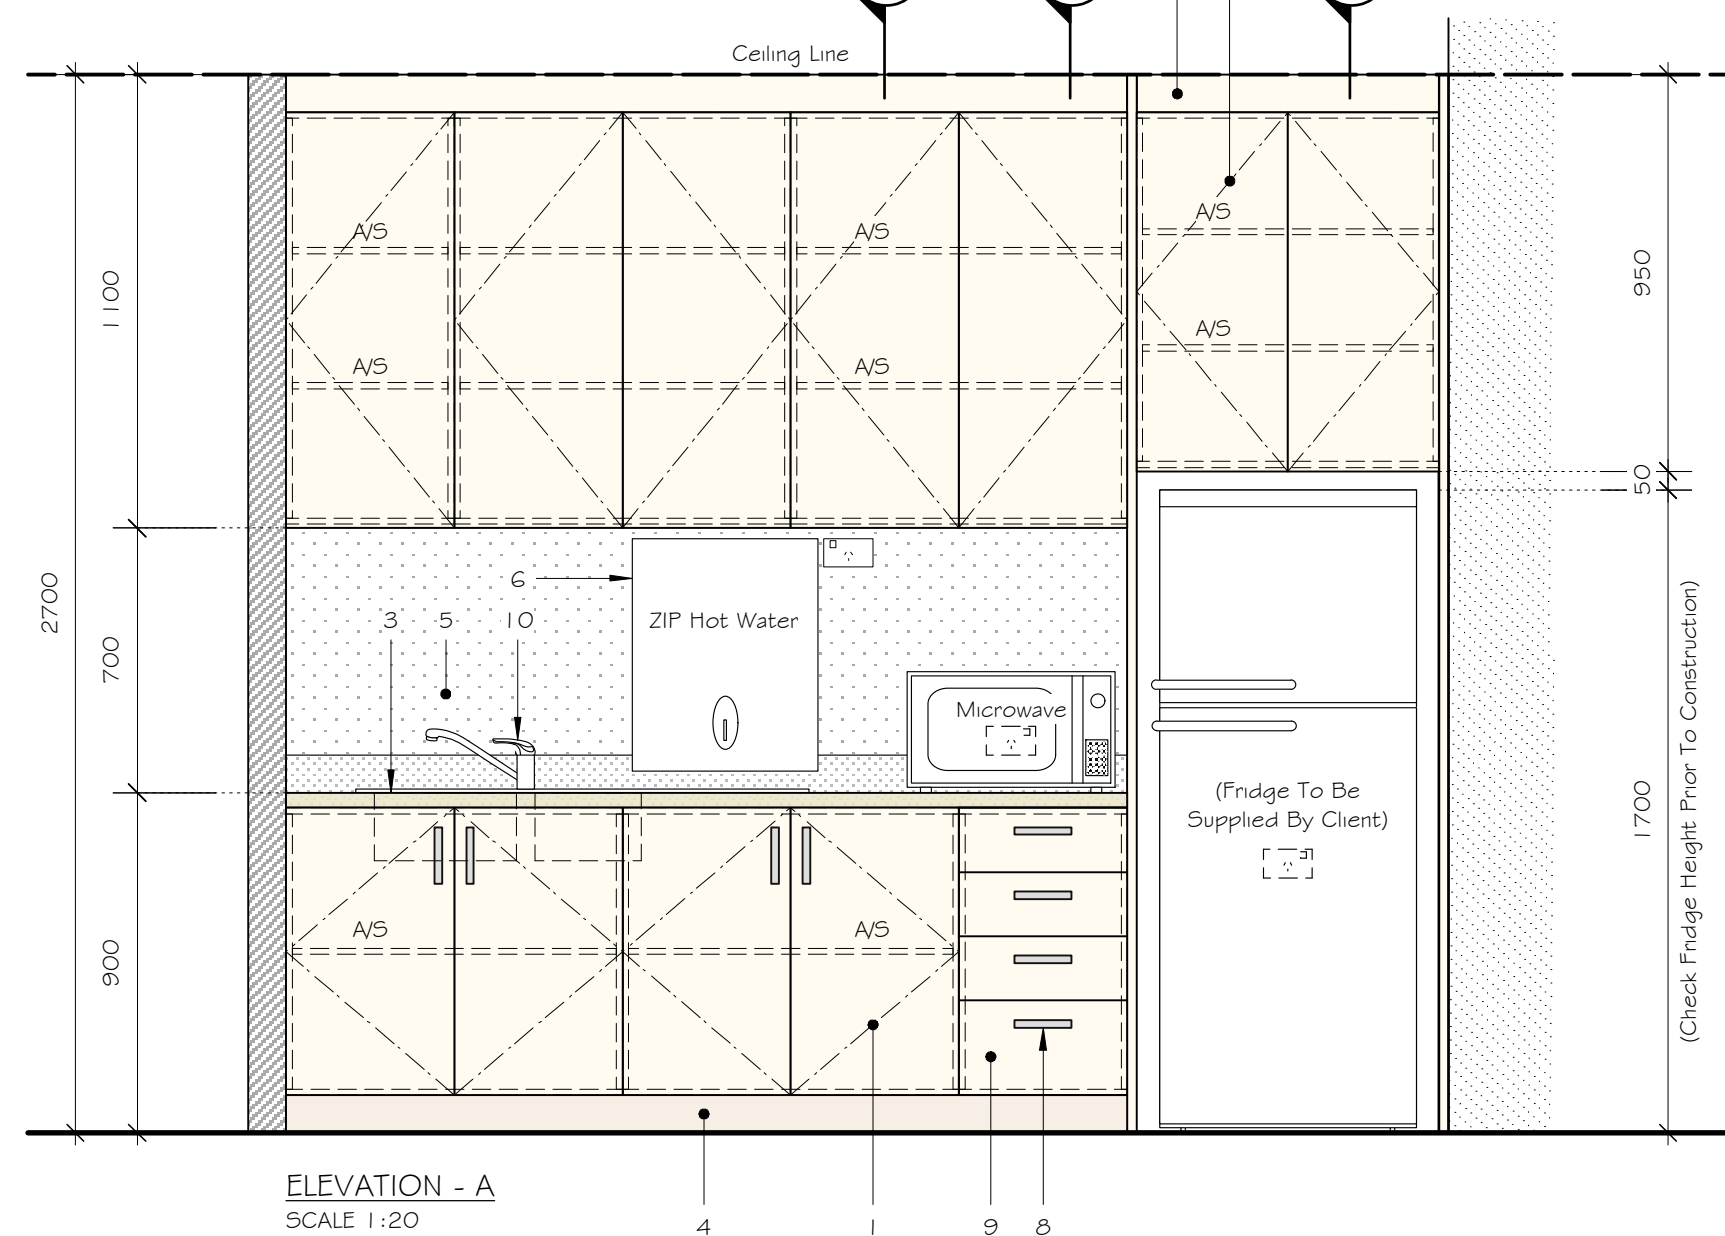 Ceiling Line
A/S
A/S
A/S
A/S
1100
950
A/S
A/S
50
6
3
5
10
ZIP Hot Water
2700
700
Microwave
(Fridge To Be
Supplied By Client)
1700
(Check Fridge Height Prior To Construction)
A/S
A/S
900
ELEVATION - A
SCALE 1:20
4
1
9
8